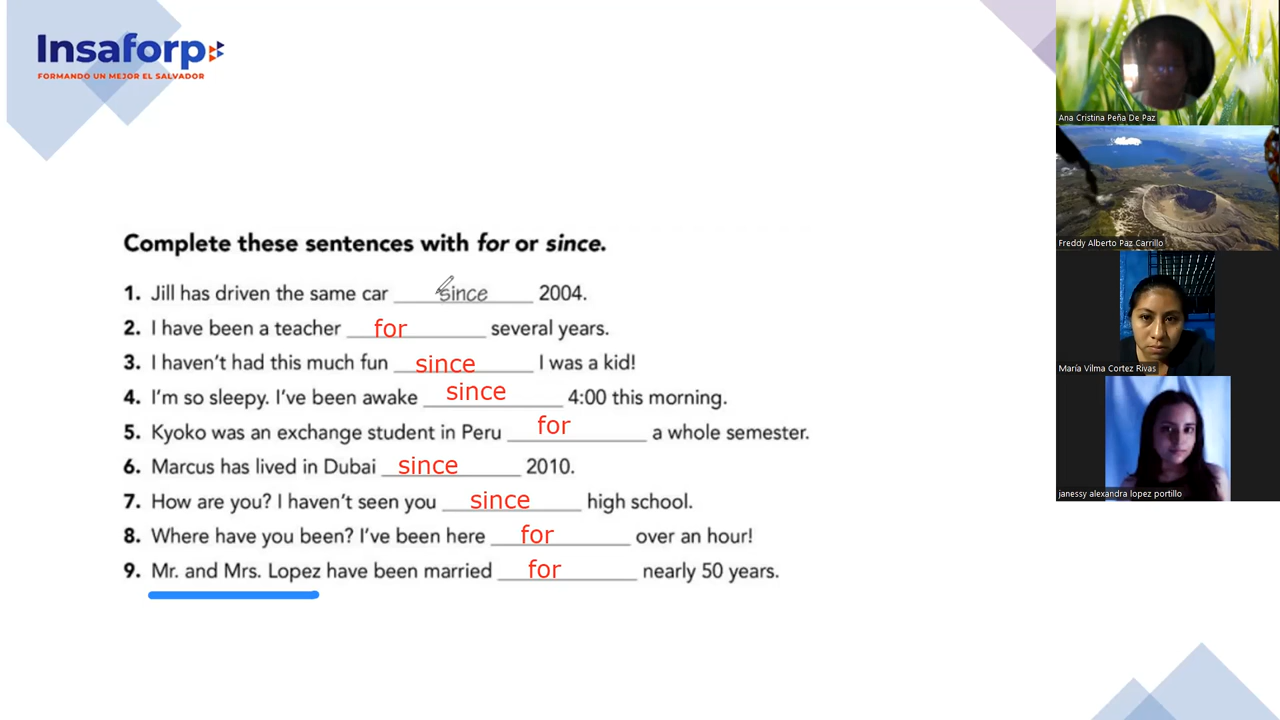 Insaforp
FORMANDO UN MEJOR EL SALVADOR
Complete these sentences with for or since.
1. Jill has driven the same car since 2004.
2. I have been a teacher for several years.
3. I haven't had this much fun since I was a kid!
4. I'm so sleepy. I've been awake since 4:00 this morning.
5. Kyoko was an exchange student in Peru for a whole semester.
6. Marcus has lived in Dubai since 2010.
7. How are you? I haven't seen you since high school.
8. Where have you been? I've been here for over an hour!
9. Mr. and Mrs. Lopez have been married for nearly 50 years.
Ana Cristina Peña De Paz
Freddy Alberto Paz Carrillo
María Vilma Cortez Rivas
janessy alexandra lopez portillo